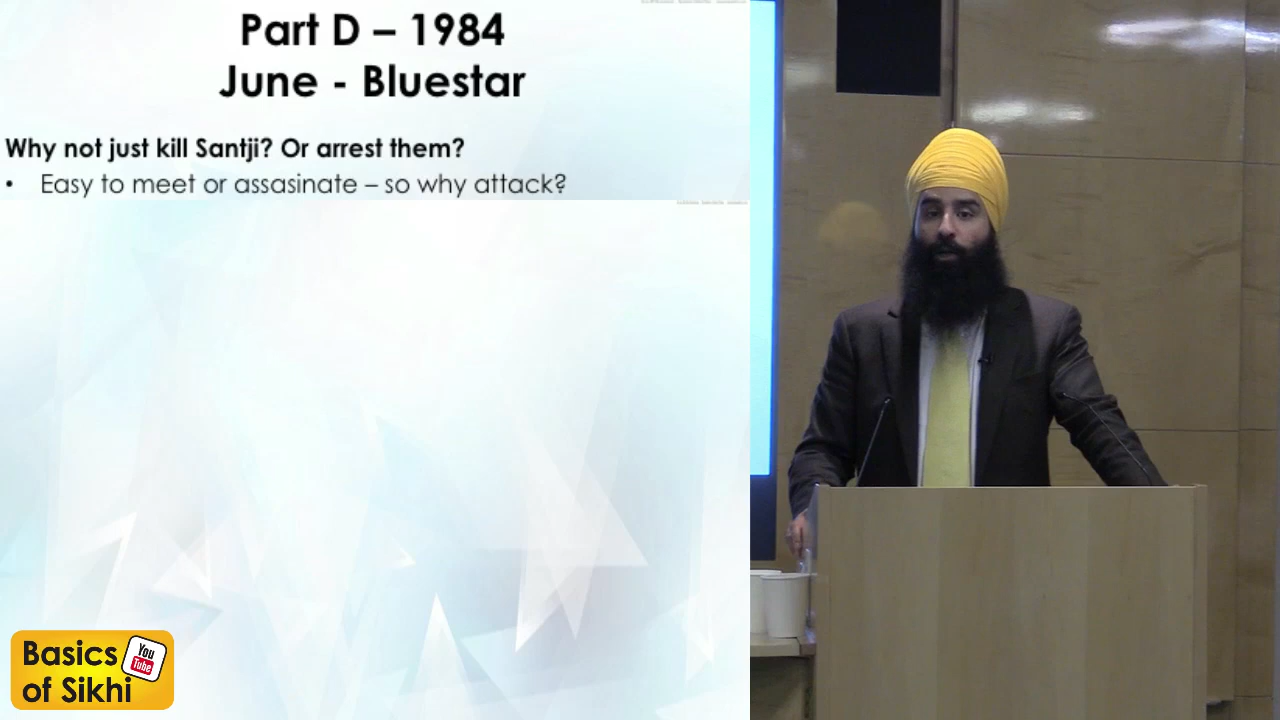 Part D – 1984
June - Bluestar
Why not just kill Santji? Or arrest them?
• Easy to meet or assasinate – so why attack?
Basics
of Sikhi
You
Tube